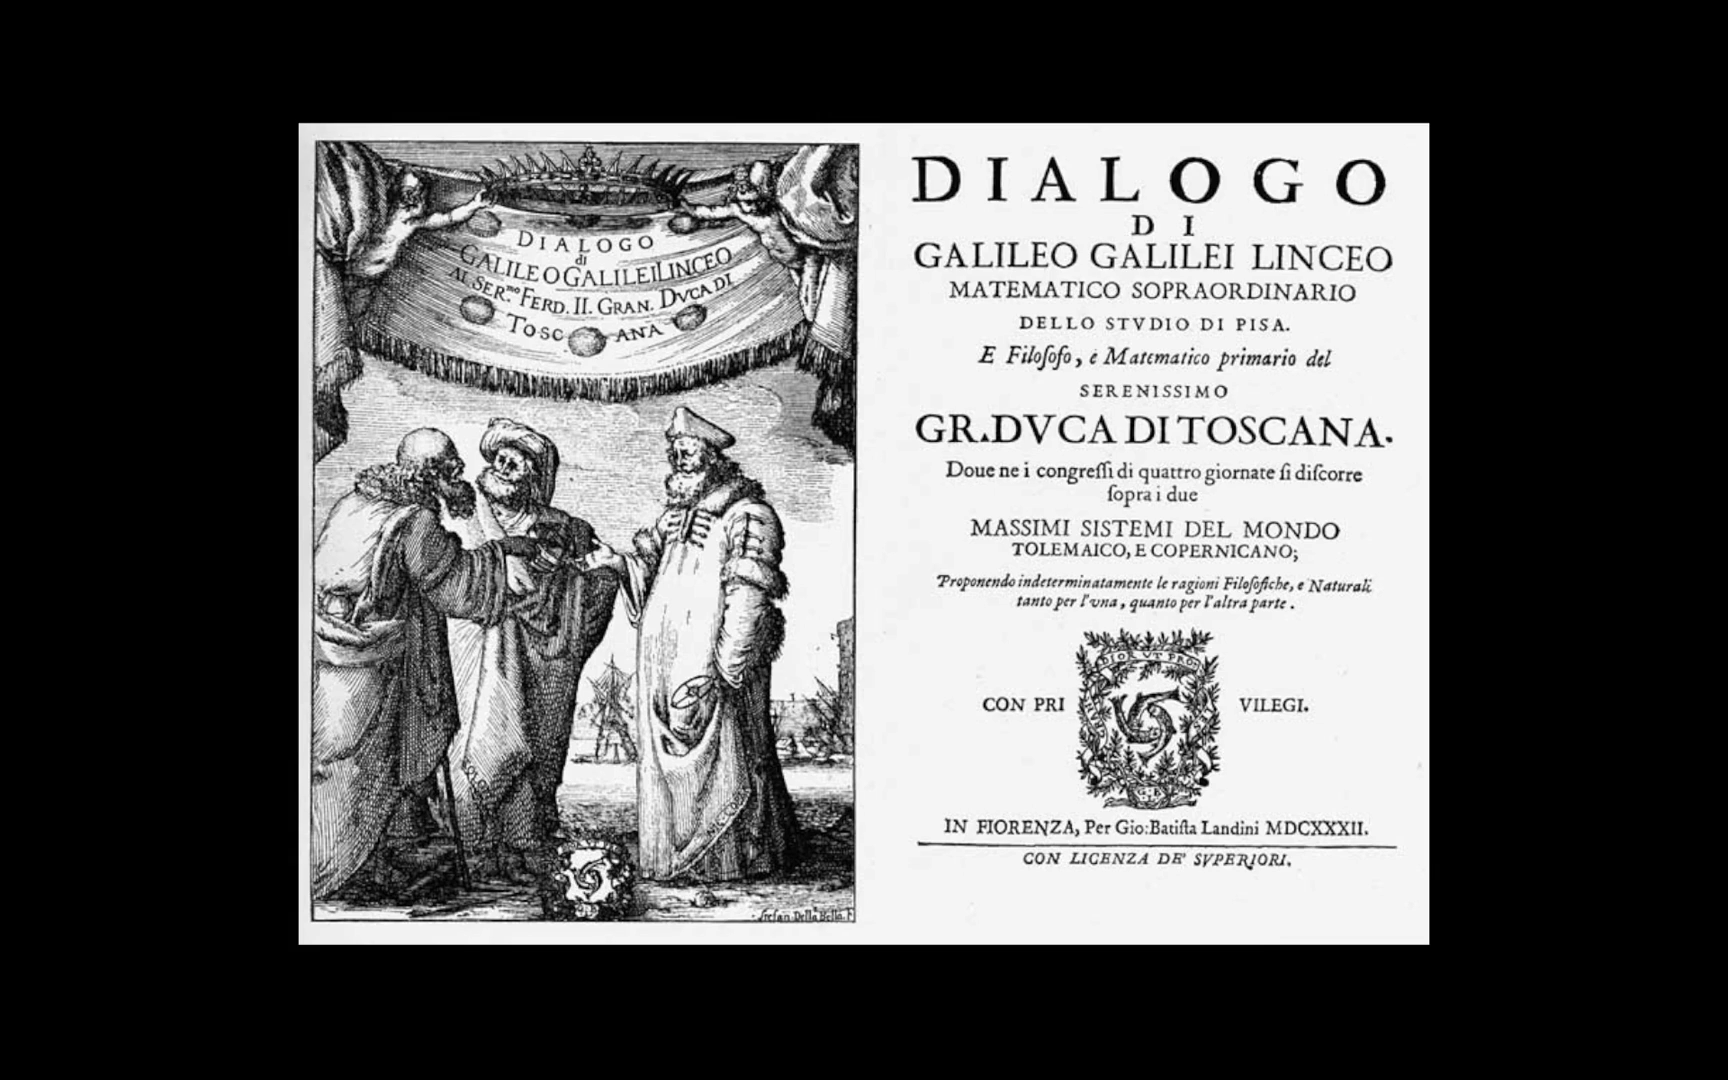 DIALOGO
di
GALILEO GALILEI LINCEO
AL SER.mo FERD. II. GRAN. DVCA DI
TOSCANA
Stefan Della Bella F.
DIALOGO
DI
GALILEO GALILEI LINCEO
MATEMATICO SOPRAORDINARIO
DELLO STVDIO DI PISA.
E Filoſofo, e Matematico primario del
SERENISSIMO
GR.DVCA DI TOSCANA.
Doue ne i congreſſi di quattro giornate ſi diſcorre
ſopra i due
MASSIMI SISTEMI DEL MONDO
TOLEMAICO, E COPERNICANO;
Proponendo indeterminatamente le ragioni Filoſofiche, e Naturali
tanto per l'vna, quanto per l'altra parte.
CON PRI VILEGI.
IN FIORENZA, Per Gio:Batiſta Landini MDCXXXII.
CON LICENZA DE' SVPERIORI.